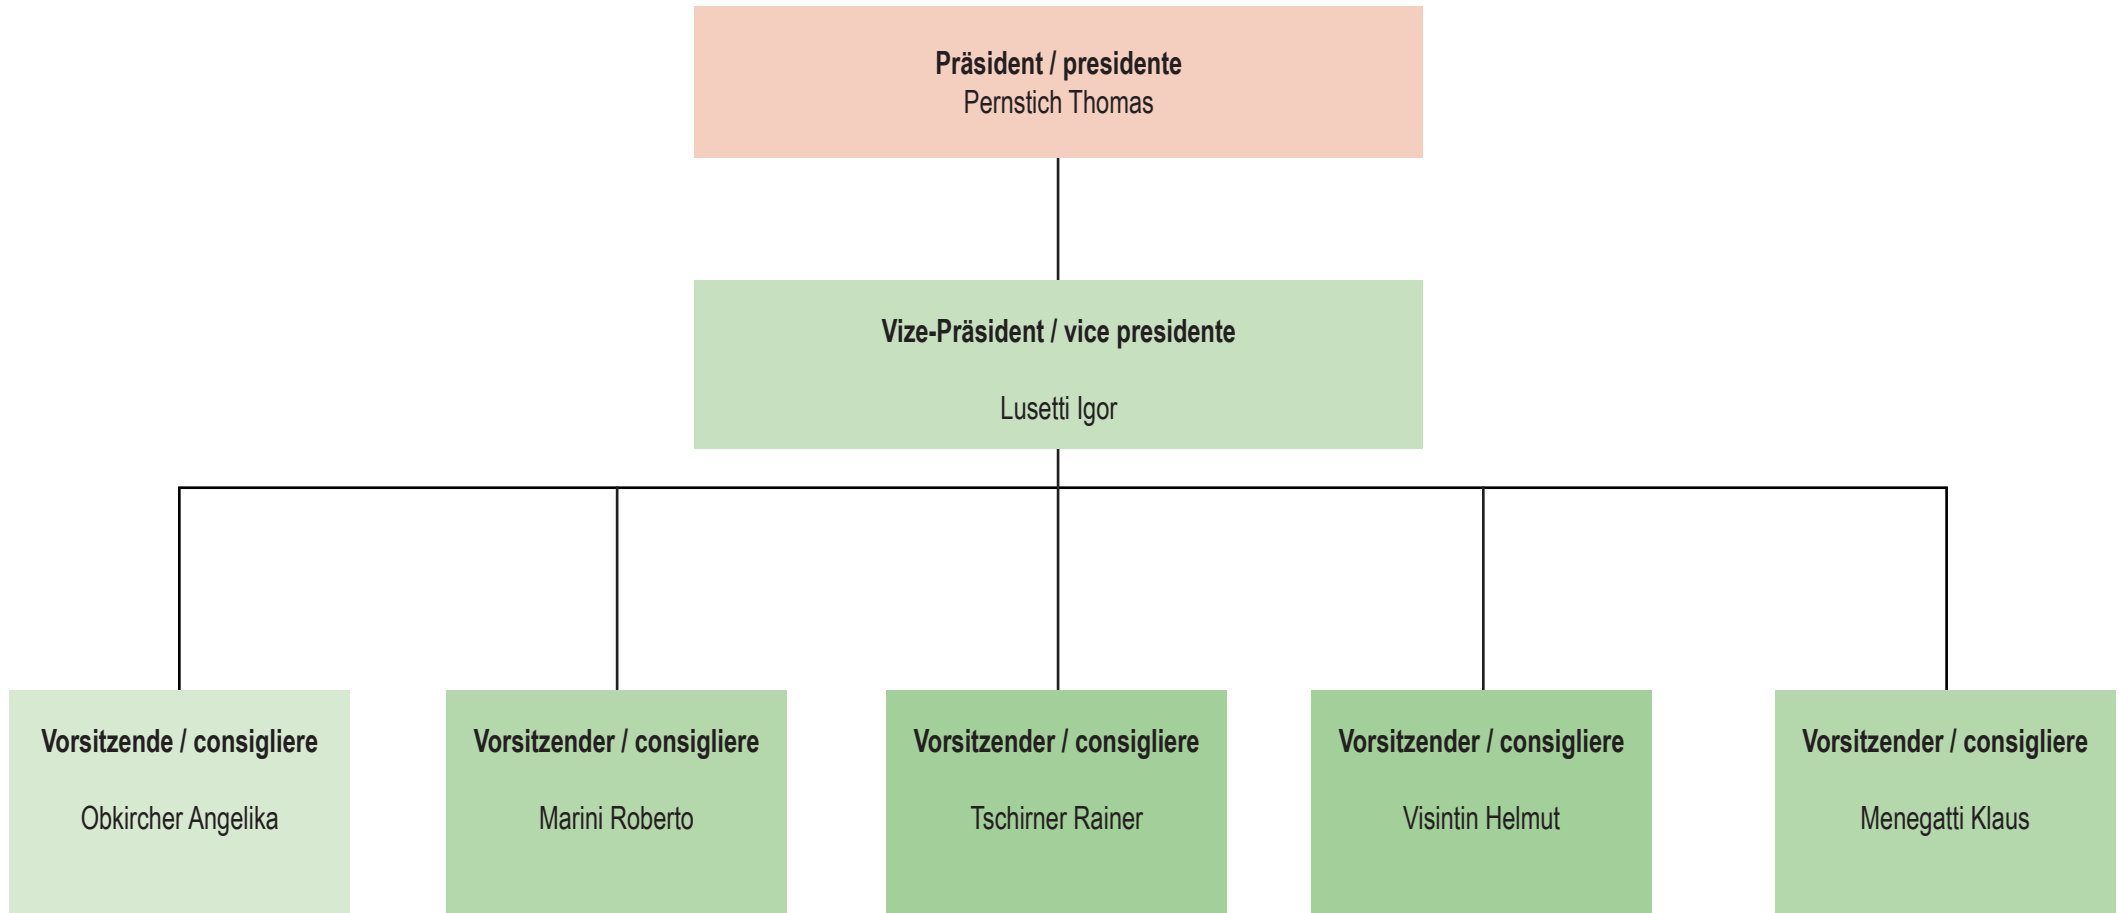 Präsident / presidente
Pernstich Thomas
Vize-Präsident / vice presidente
Lusetti Igor
Vorsitzende / consigliere
Obkircher Angelika
Vorsitzender / consigliere
Marini Roberto
Vorsitzender / consigliere
Tschirner Rainer
Vorsitzender / consigliere
Visintin Helmut
Vorsitzender / consigliere
Menegatti Klaus